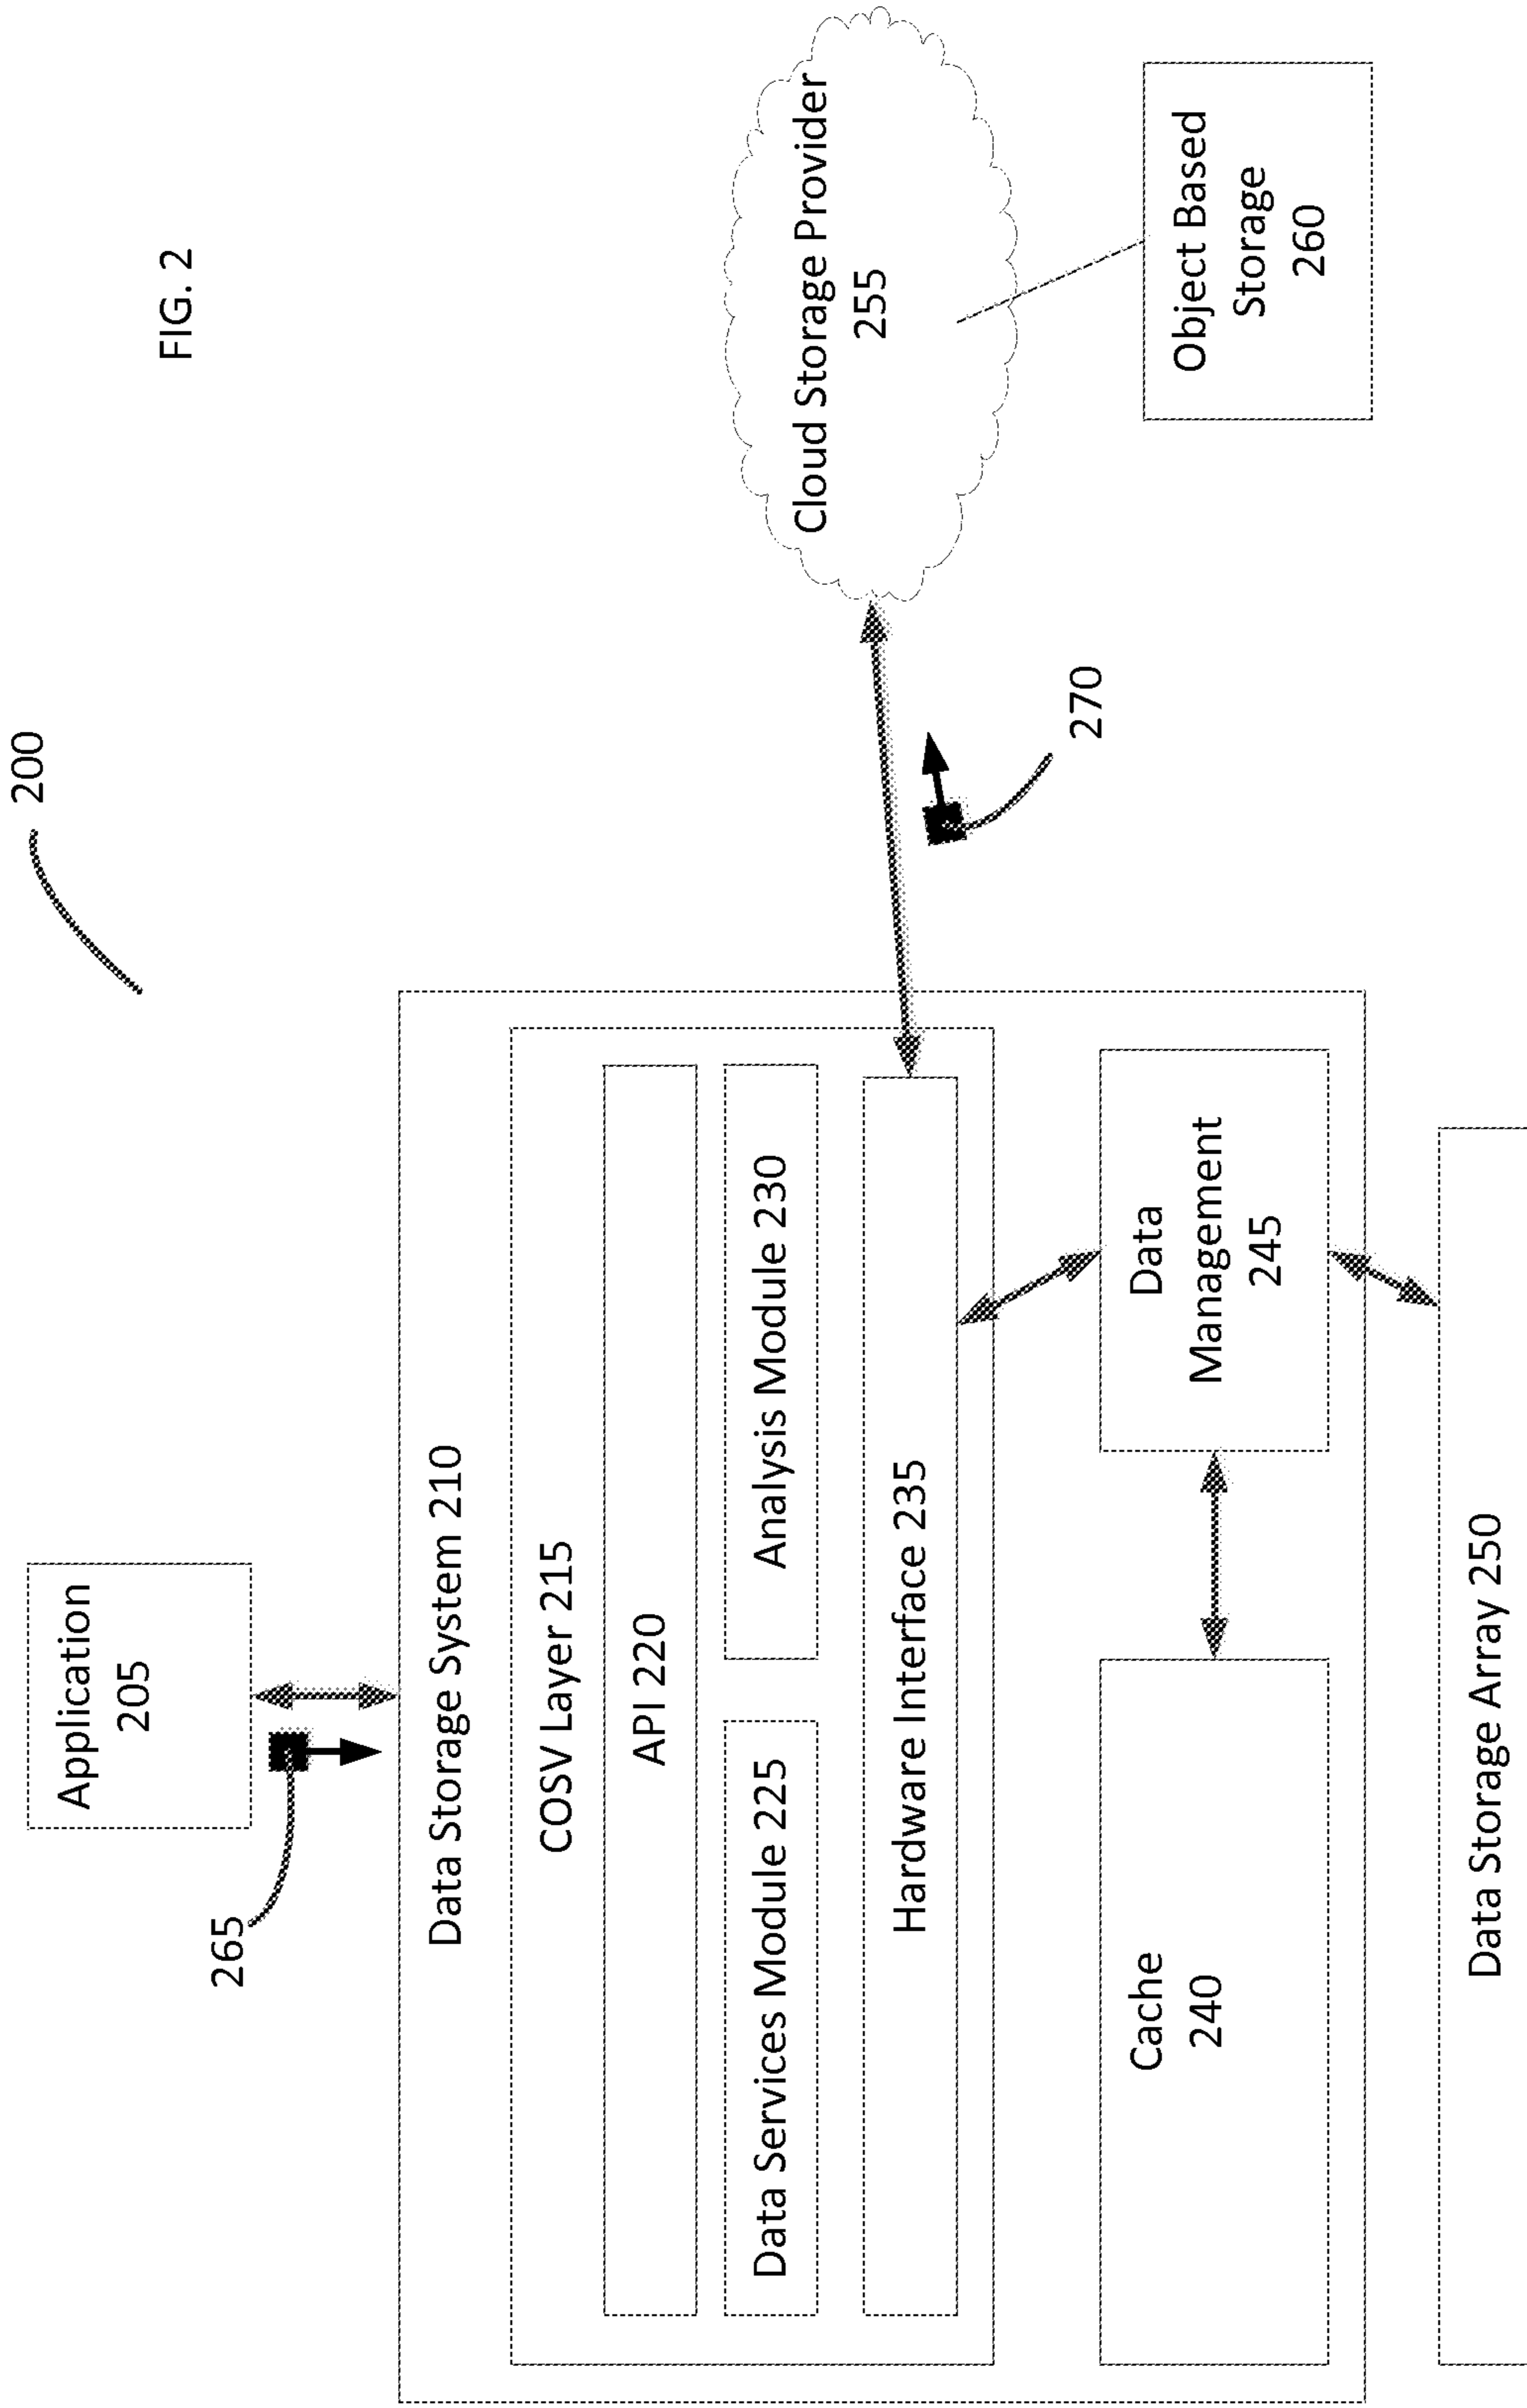 200
FIG. 2
Application
205
265
Data Storage System 210
COSV Layer 215
API 220
Data Services Module 225
Analysis Module 230
Hardware Interface 235
Cloud Storage Provider
255
270
Object Based
Storage
260
Cache
240
Data
Management
245
Data Storage Array 250